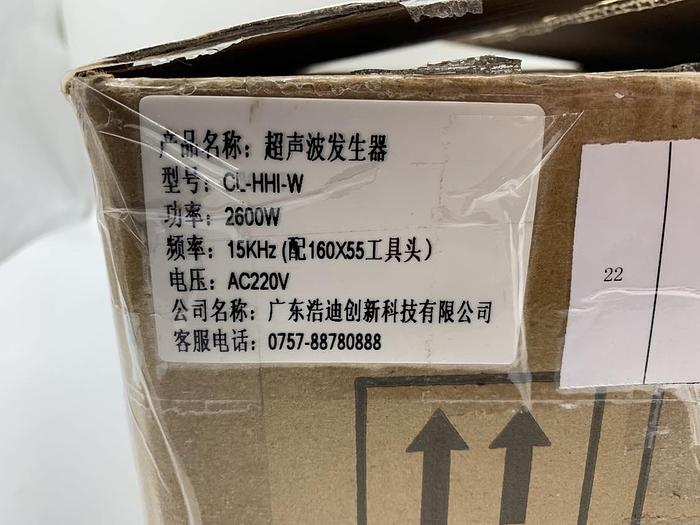 产品名称：超声波发生器
型号：CL-HHI-W
功率：2600W
频率：15KHz (配160X55工具头）
电压：AC220V
公司名称：广东浩迪创新科技有限公司
客服电话：0757-88780888
22